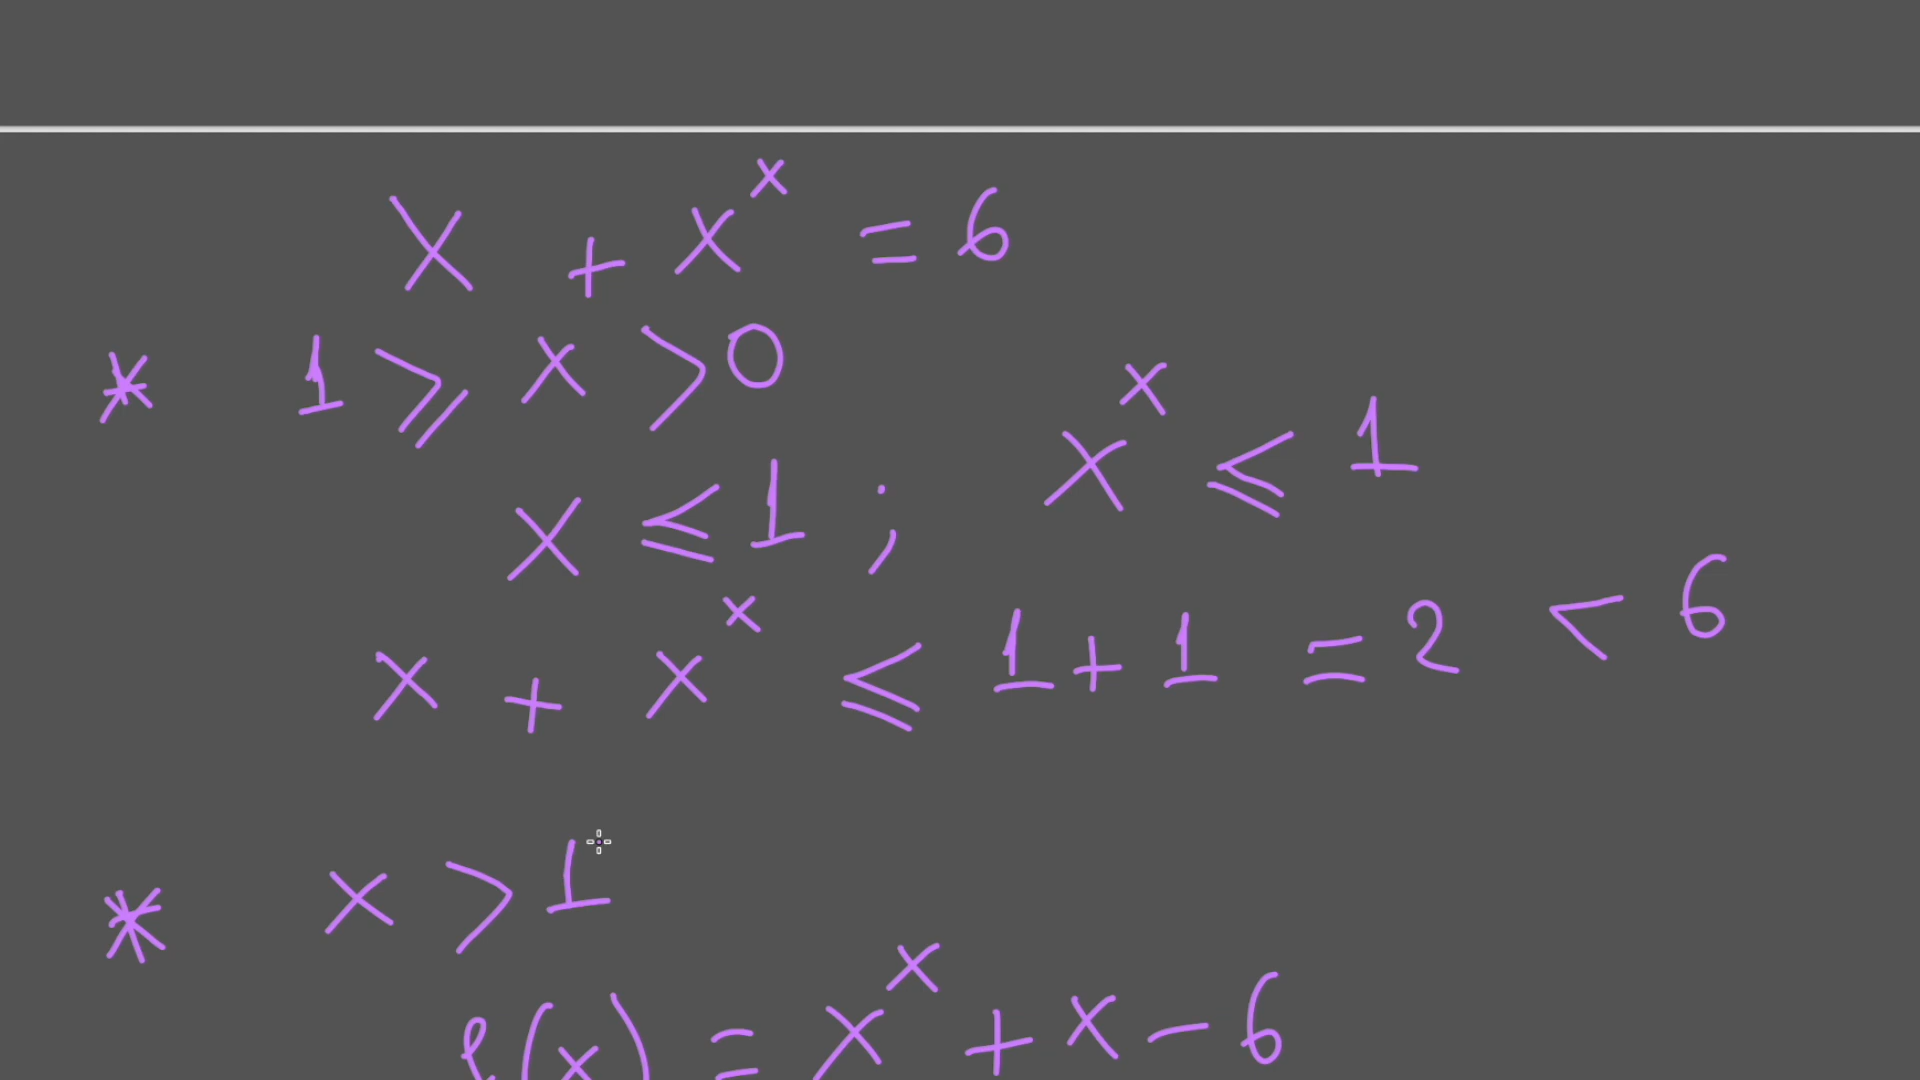 x + x^x = 6
* 1 ⩾ x > 0
x ⩽ 1 ; x^x ⩽ 1
x + x^x ⩽ 1 + 1 = 2 < 6
* x > 1
f(x) = x^x + x - 6